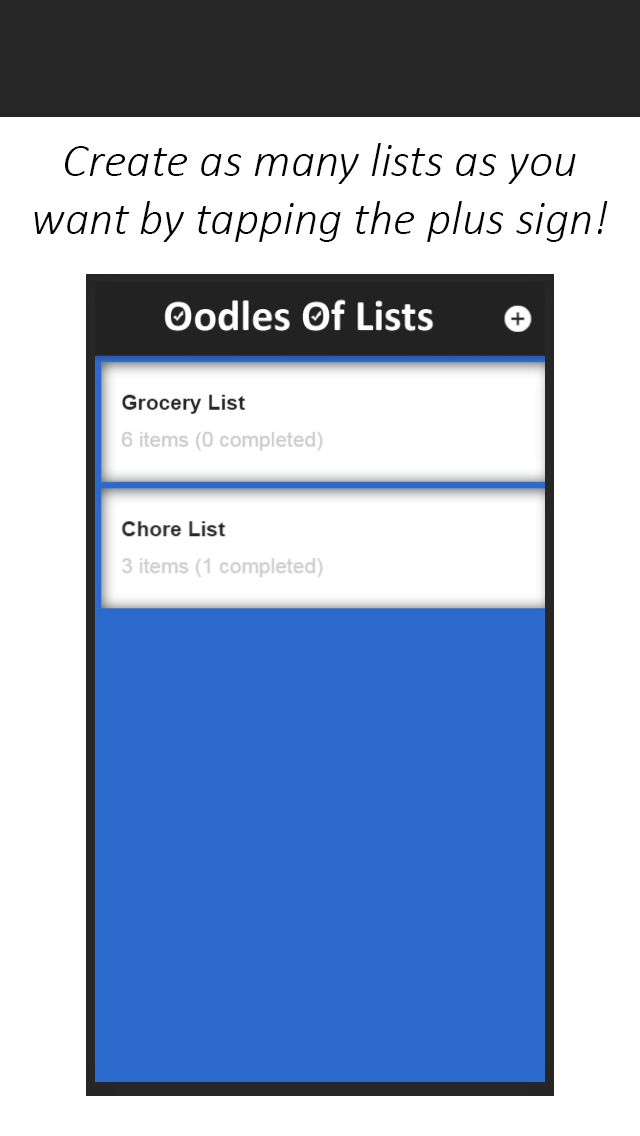 Create as many lists as you
want by tapping the plus sign!
Oodles Of Lists
Grocery List
6 items (0 completed)
Chore List
3 items (1 completed)